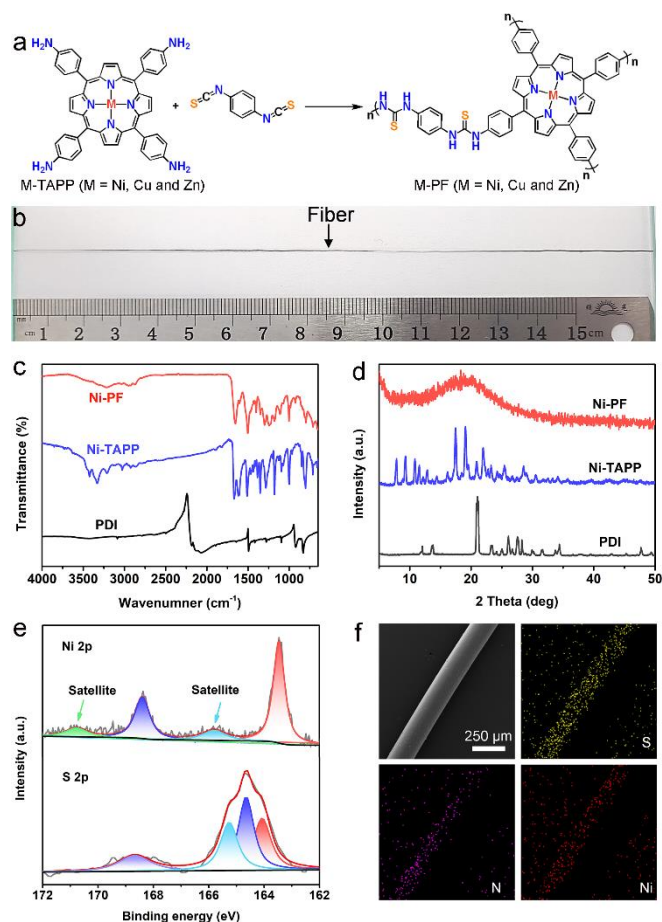 a
H₂N
NH₂
N
N
M
N
N
H₂N
NH₂
+
S
C
N
N
C
S
n
H
N
H
N
S
S
N
H
N
H
N
N
M
N
N
n
n
n
M-TAPP (M = Ni, Cu and Zn)
M-PF (M = Ni, Cu and Zn)
b
Fiber
mm
cm 1 2 3 4 5 6 7 8 9 10 11 12 13 14 15 cm
c
Transmittance (%)
Ni-PF
Ni-TAPP
PDI
4000 3500 3000 2500 2000 1500 1000
Wavenumner (cm⁻¹)
d
Intensity (a.u.)
Ni-PF
Ni-TAPP
PDI
10 20 30 40 50
2 Theta (deg)
e
Intensity (a.u.)
Ni 2p
Satellite
Satellite
S 2p
172 170 168 166 164 162
Binding energy (eV)
f
250 µm
S
N
Ni